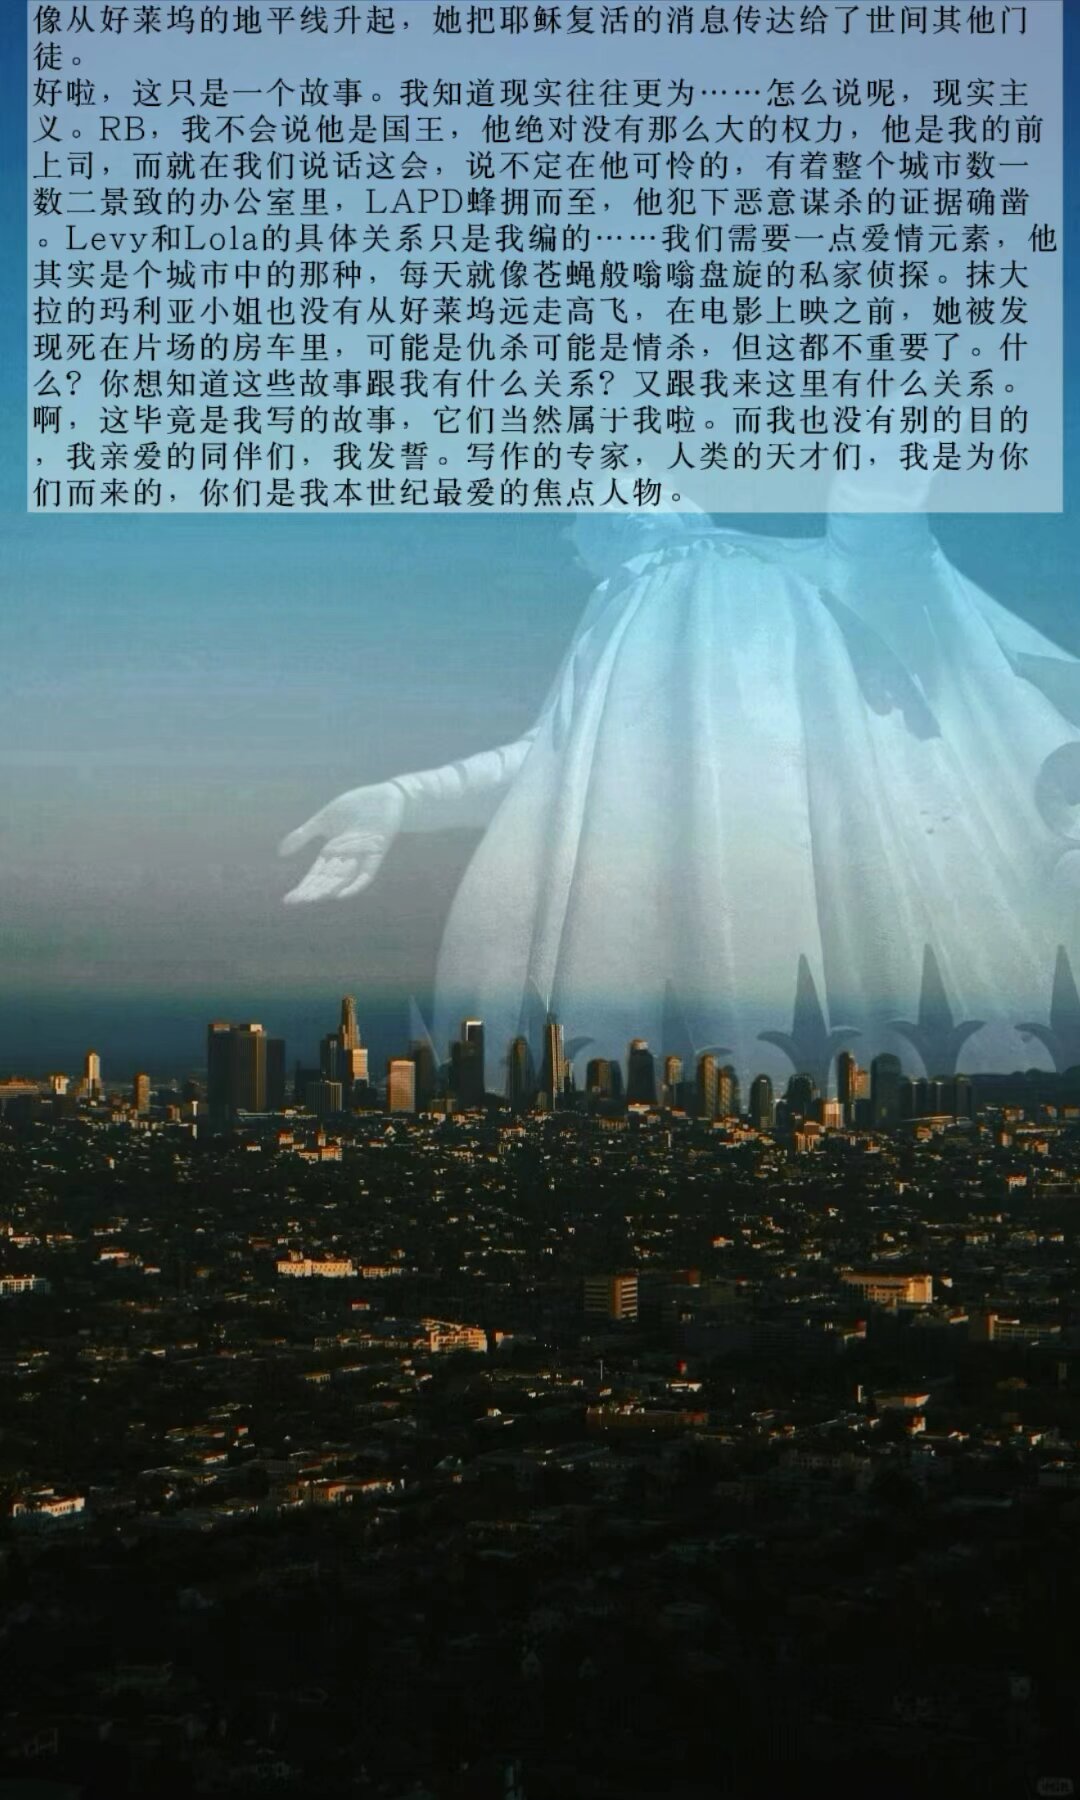 像从好莱坞的地平线升起，她把耶稣复活的消息传达给了世间其他门
徒。
好啦，这只是一个故事。我知道现实往往更为……怎么说呢，现实主
义。RB，我不会说他是国王，他绝对没有那么大的权力，他是我的前
上司，而就在我们说话这会，说不定在他可怜的，有着整个城市数一
数二景致的办公室里，LAPD蜂拥而至，他犯下恶意谋杀的证据确凿
。Levy和Lola的具体关系只是我编的……我们需要一点爱情元素，他
其实是个城市中的那种，每天就像苍蝇般嗡嗡盘旋的私家侦探。抹大
拉的玛利亚小姐也没有从好莱坞远走高飞，在电影上映之前，她被发
现死在片场的房车里，可能是仇杀可能是情杀，但这都不重要了。什
么？你想知道这些故事跟我有什么关系？又跟我来这里有什么关系。
啊，这毕竟是我写的故事，它们当然属于我啦。而我也没有别的目的
，我亲爱的同伴们，我发誓。写作的专家，人类的天才们，我是为你
们而来的，你们是我本世纪最爱的焦点人物。